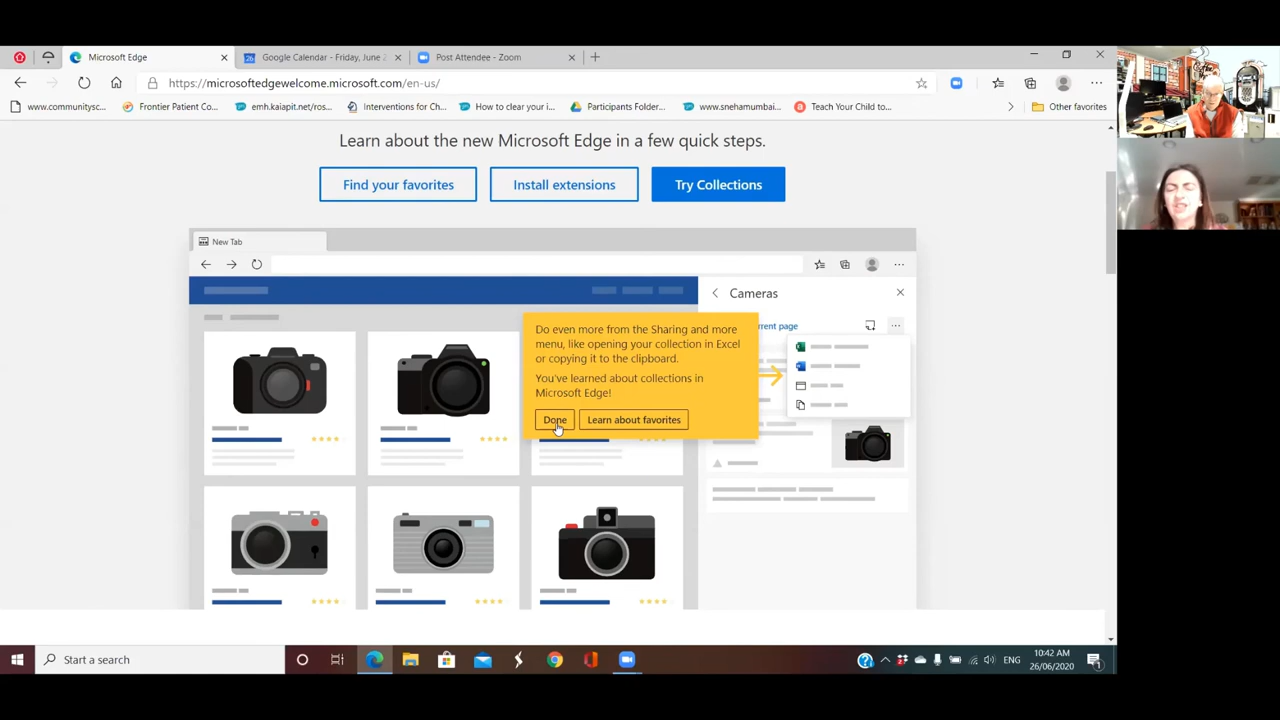 Microsoft Edge
Google Calendar - Friday, June 2
Post Attendee - Zoom
https://microsoftedgewelcome.microsoft.com/en-us/
www.communitysc...
Frontier Patient Co...
emh.kaiapit.net/ros...
Interventions for Ch...
How to clear your i...
Participants Folder...
www.snehamumbai...
Teach Your Child to...
Other favorites
Learn about the new Microsoft Edge in a few quick steps.
Find your favorites
Install extensions
Try Collections
New Tab
Cameras
rrent page
Do even more from the Sharing and more
menu, like opening your collection in Excel
or copying it to the clipboard.
You've learned about collections in
Microsoft Edge!
Done
Learn about favorites
Start a search
ENG
10:42 AM
26/06/2020
1